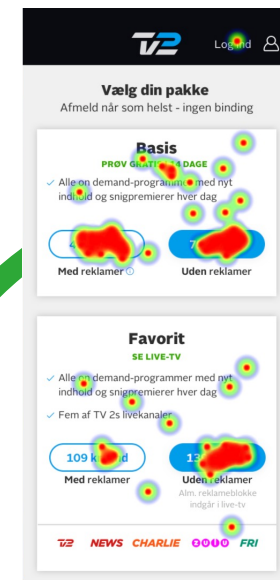 TV2
Log ind
Vælg din pakke
Afmeld når som helst - ingen binding
Basis
PRØV GRATIS 14 DAGE
Alle on demand-programmer med nyt
indhold og snigpremierer hver dag
Med reklamer
Uden reklamer
Favorit
SE LIVE-TV
Alle on demand-programmer med nyt
indhold og snigpremierer hver dag
Fem af TV 2s livekanaler
109
Med reklamer
Uden reklamer
Alm. reklameblokke
indgår i live-tv
TV2 NEWS CHARLIE FRI